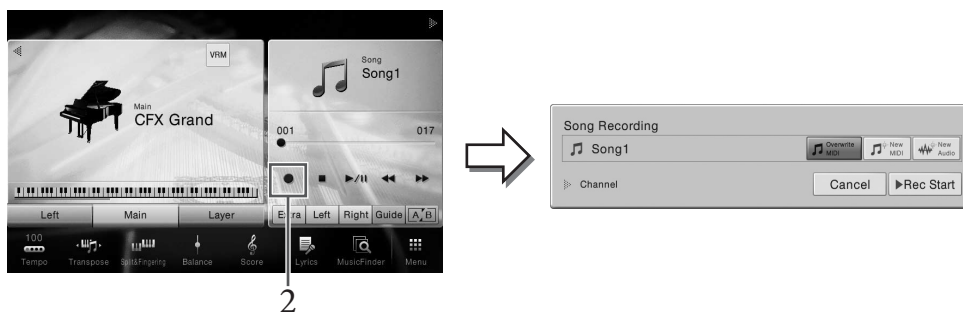 VRM
Main
CFX Grand
Song
Song1
001 017
Left Main Layer
Extra Left Right Guide A B
100
Tempo Transpose Split&Fingering Balance Score Lyrics MusicFinder Menu
2
Song Recording
Song1
Overwrite MIDI
New MIDI
New Audio
Channel
Cancel Rec Start